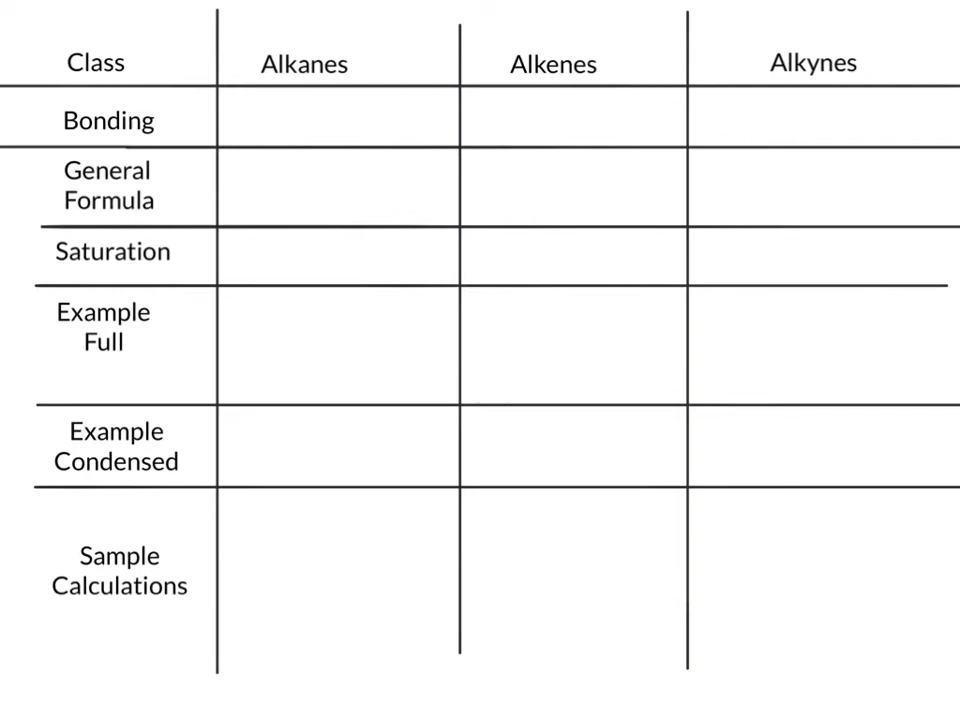 Class Alkanes Alkenes Alkynes
Bonding
General
Formula
Saturation
Example
Full
Example
Condensed
Sample
Calculations